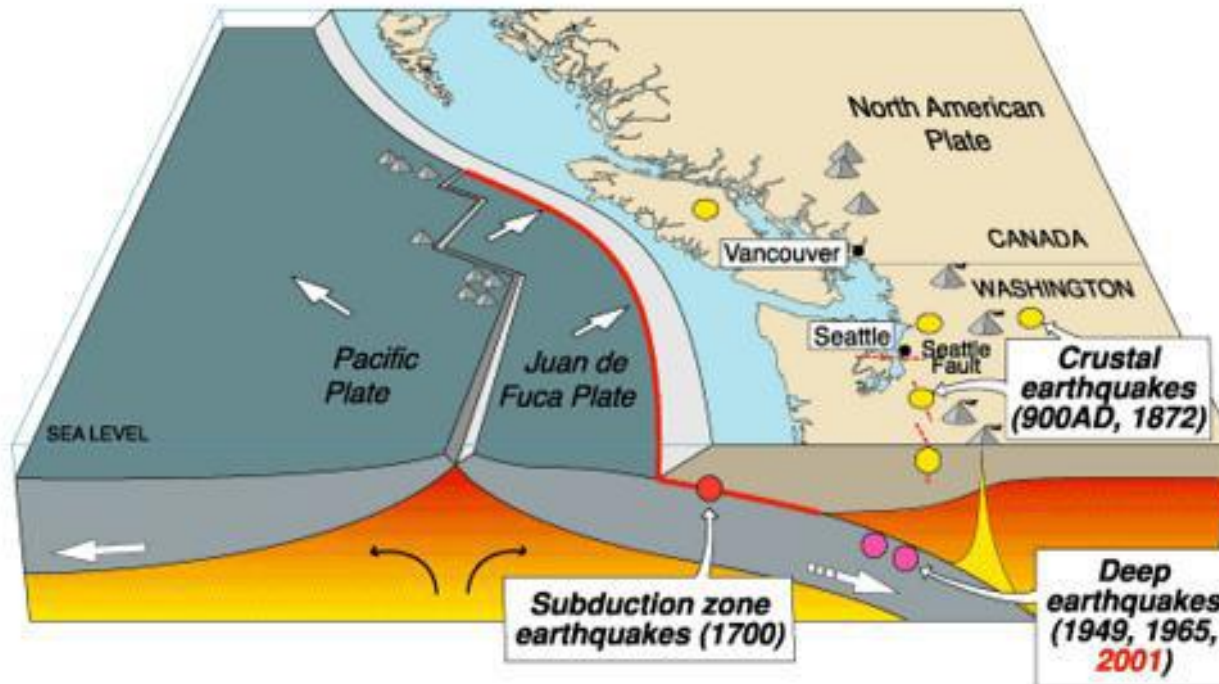 North American
Plate
CANADA
Vancouver
WASHINGTON
Seattle
Seattle
Fault
Crustal
earthquakes
(900AD, 1872)
Pacific
Plate
Juan de
Fuca Plate
SEA LEVEL
Subduction zone
earthquakes (1700)
Deep
earthquakes
(1949, 1965,
2001)